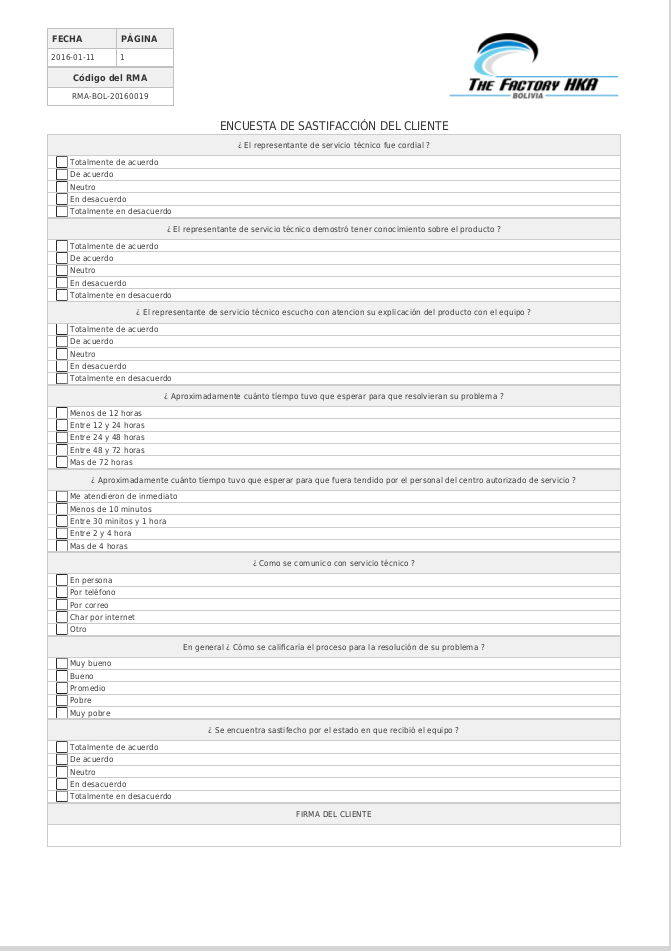 FECHA PÁGINA
2016-01-11 1
Código del RMA
RMA-BOL-20160019
THE FACTORY HKA
BOLIVIA
ENCUESTA DE SASTIFACCIÓN DEL CLIENTE
¿ El representante de servicio técnico fue cordial ?
Totalmente de acuerdo
De acuerdo
Neutro
En desacuerdo
Totalmente en desacuerdo
¿ El representante de servicio técnico demostró tener conocimiento sobre el producto ?
Totalmente de acuerdo
De acuerdo
Neutro
En desacuerdo
Totalmente en desacuerdo
¿ El representante de servicio técnico escucho con atencion su explicación del producto con el equipo ?
Totalmente de acuerdo
De acuerdo
Neutro
En desacuerdo
Totalmente en desacuerdo
¿ Aproximadamente cuánto tiempo tuvo que esperar para que resolvieran su problema ?
Menos de 12 horas
Entre 12 y 24 horas
Entre 24 y 48 horas
Entre 48 y 72 horas
Mas de 72 horas
¿ Aproximadamente cuánto tiempo tuvo que esperar para que fuera tendido por el personal del centro autorizado de servicio ?
Me atendieron de inmediato
Menos de 10 minutos
Entre 30 minitos y 1 hora
Entre 2 y 4 hora
Mas de 4 horas
¿ Como se comunico con servicio técnico ?
En persona
Por teléfono
Por correo
Char por internet
Otro
En general ¿ Cómo se calificaría el proceso para la resolución de su problema ?
Muy bueno
Bueno
Promedio
Pobre
Muy pobre
¿ Se encuentra sastifecho por el estado en que recibió el equipo ?
Totalmente de acuerdo
De acuerdo
Neutro
En desacuerdo
Totalmente en desacuerdo
FIRMA DEL CLIENTE